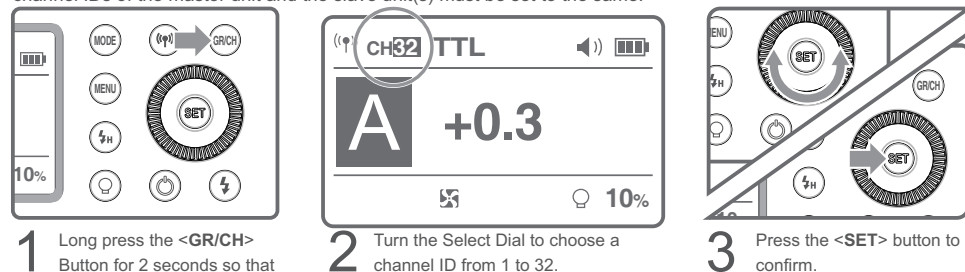 channel IDs of the master unit and the slave unit(s) must be set to the same.
MODE
GR/CH
MENU
SET
H
10%
CH32 TTL
A +0.3
10%
ENU
SET
H
GR/CH
SET
H
10
1 Long press the <GR/CH>
Button for 2 seconds so that
2 Turn the Select Dial to choose a
channel ID from 1 to 32.
3 Press the <SET> button to
confirm.